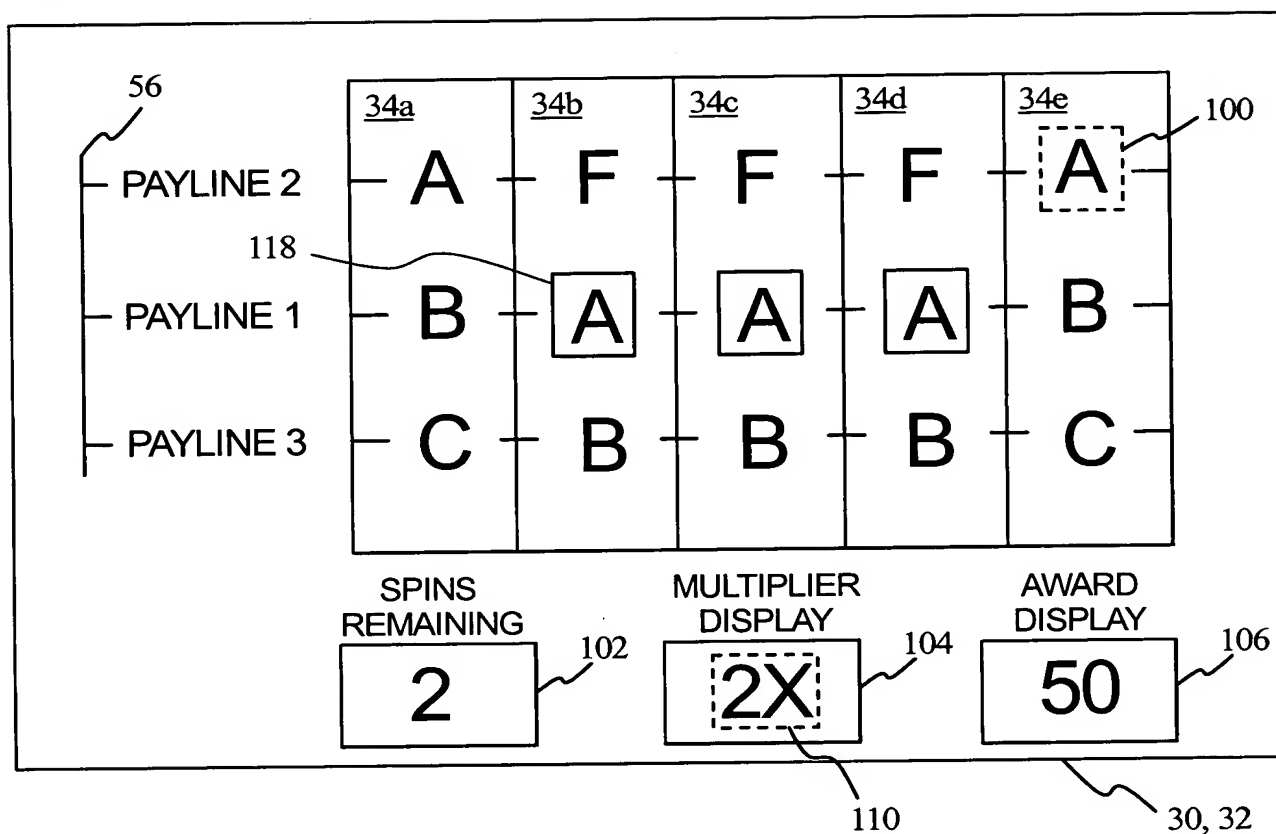 56
34a 34b 34c 34d 34e
100
PAYLINE 2 A F F F A
118
PAYLINE 1 B A A A B
PAYLINE 3 C B B B C
SPINS REMAINING
MULTIPLIER DISPLAY
AWARD DISPLAY
2 102
2X 104
50 106
110
30, 32